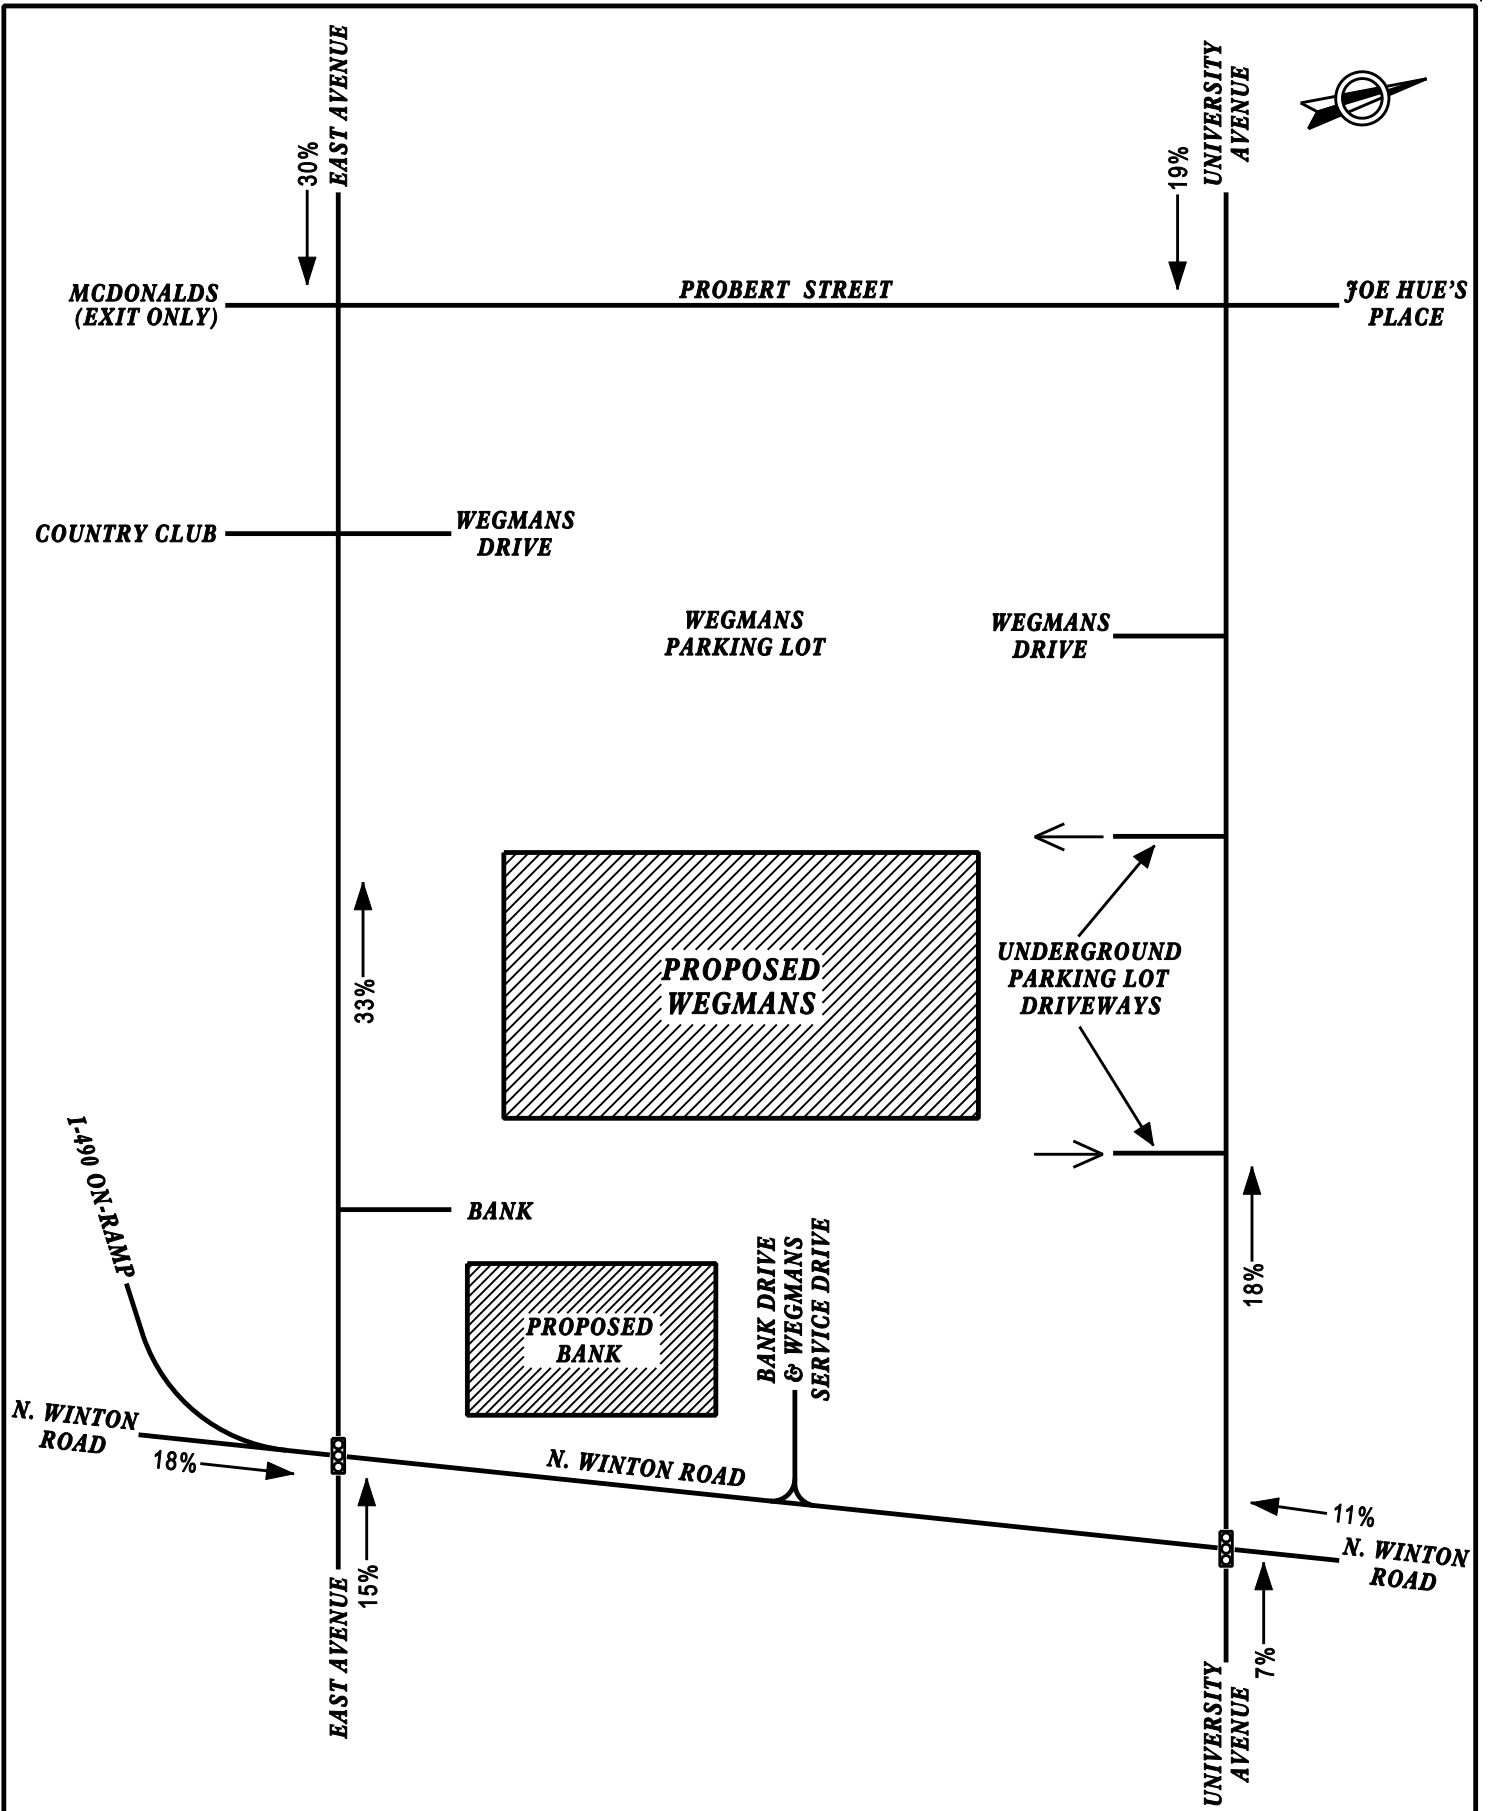 EAST AVENUE
30%
UNIVERSITY
AVENUE
19%
MCDONALDS
(EXIT ONLY)
PROBERT STREET
JOE HUE'S
PLACE
COUNTRY CLUB
WEGMANS
DRIVE
WEGMANS
PARKING LOT
WEGMANS
DRIVE
PROPOSED
WEGMANS
UNDERGROUND
PARKING LOT
DRIVEWAYS
33%
I-490 ON-RAMP
BANK
BANK DRIVE
& WEGMANS
SERVICE DRIVE
18%
PROPOSED
BANK
N. WINTON
ROAD
18%
N. WINTON ROAD
11%
N. WINTON
ROAD
15%
EAST AVENUE
7%
UNIVERSITY
AVENUE